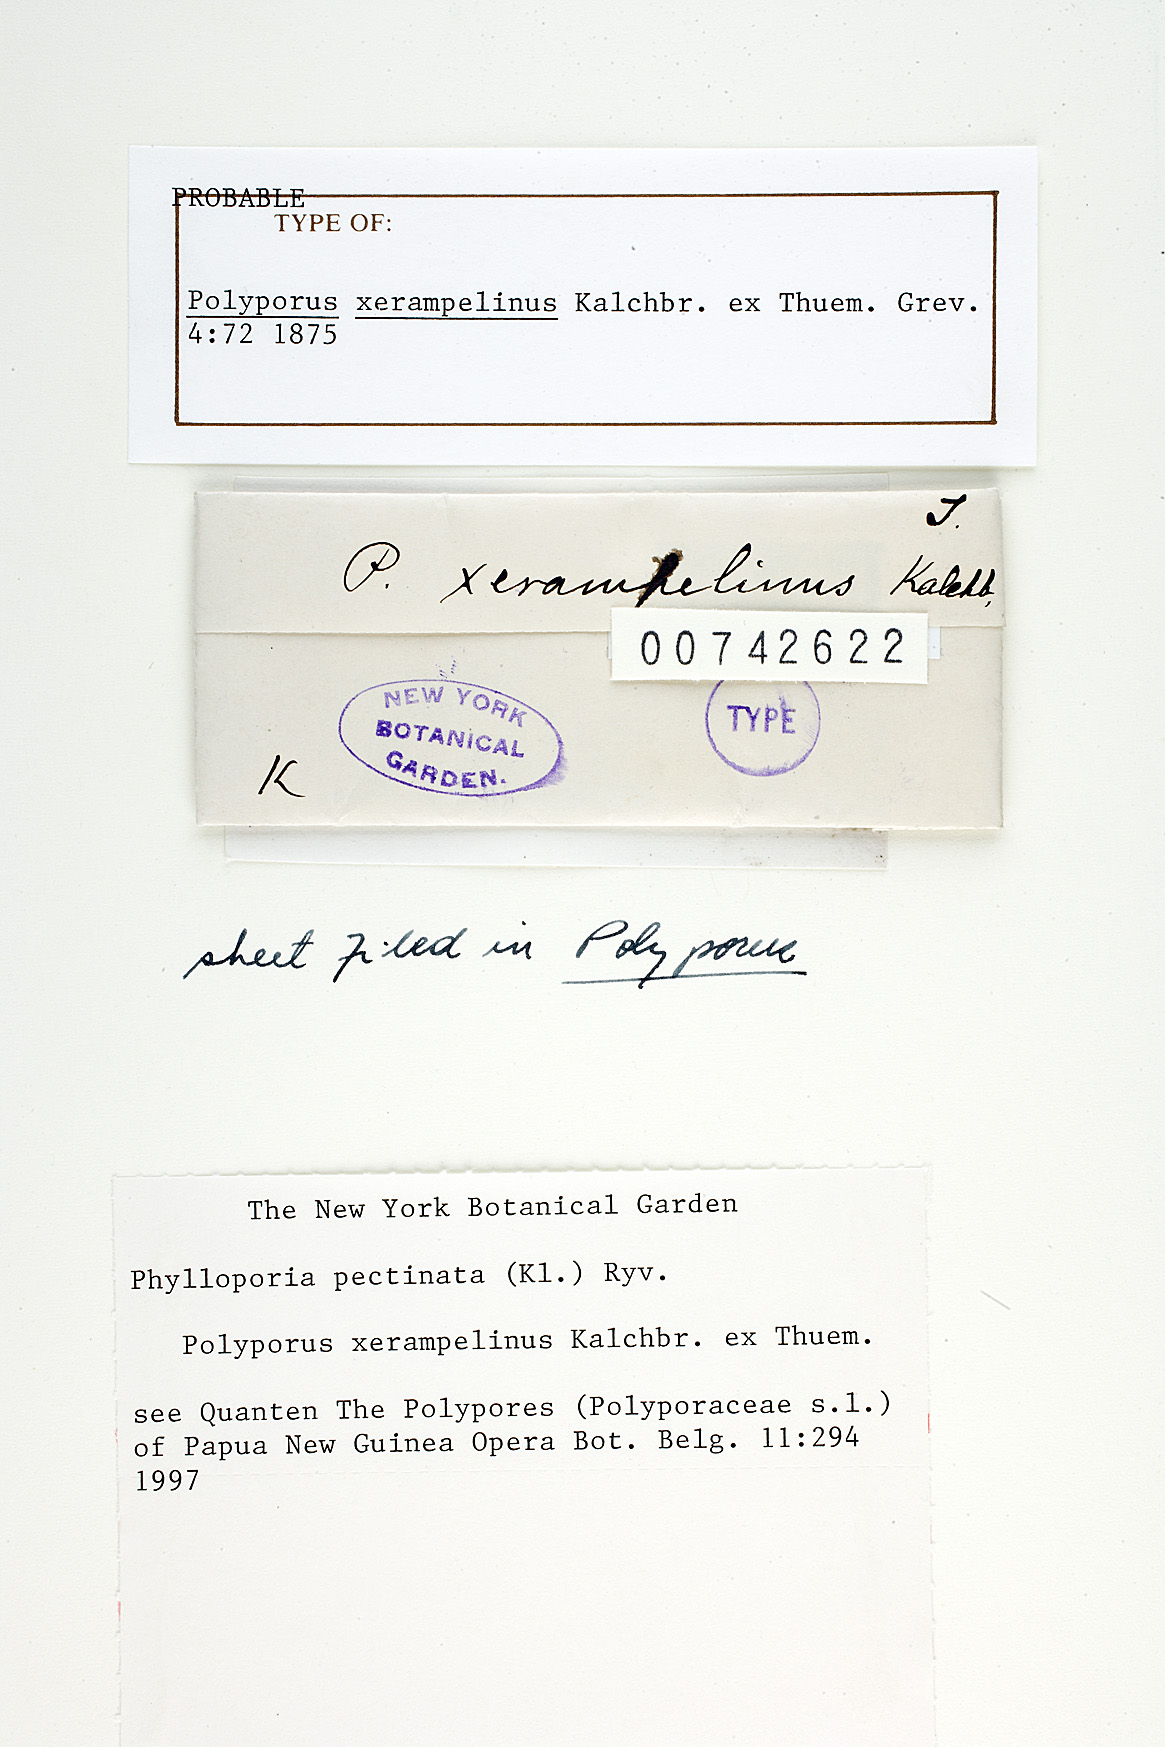 PROBABLE
TYPE OF:
Polyporus xerampelinus Kalchbr. ex Thuem. Grev.
4:72 1875
J.
P. xerampelinus Kalchb,
00742622
NEW YORK
BOTANICAL
GARDEN.
TYPE
K
sheet filed in Polyporus
The New York Botanical Garden
Phylloporia pectinata (Kl.) Ryv.
Polyporus xerampelinus Kalchbr. ex Thuem.
see Quanten The Polypores (Polyporaceae s.l.)
of Papua New Guinea Opera Bot. Belg. 11:294
1997